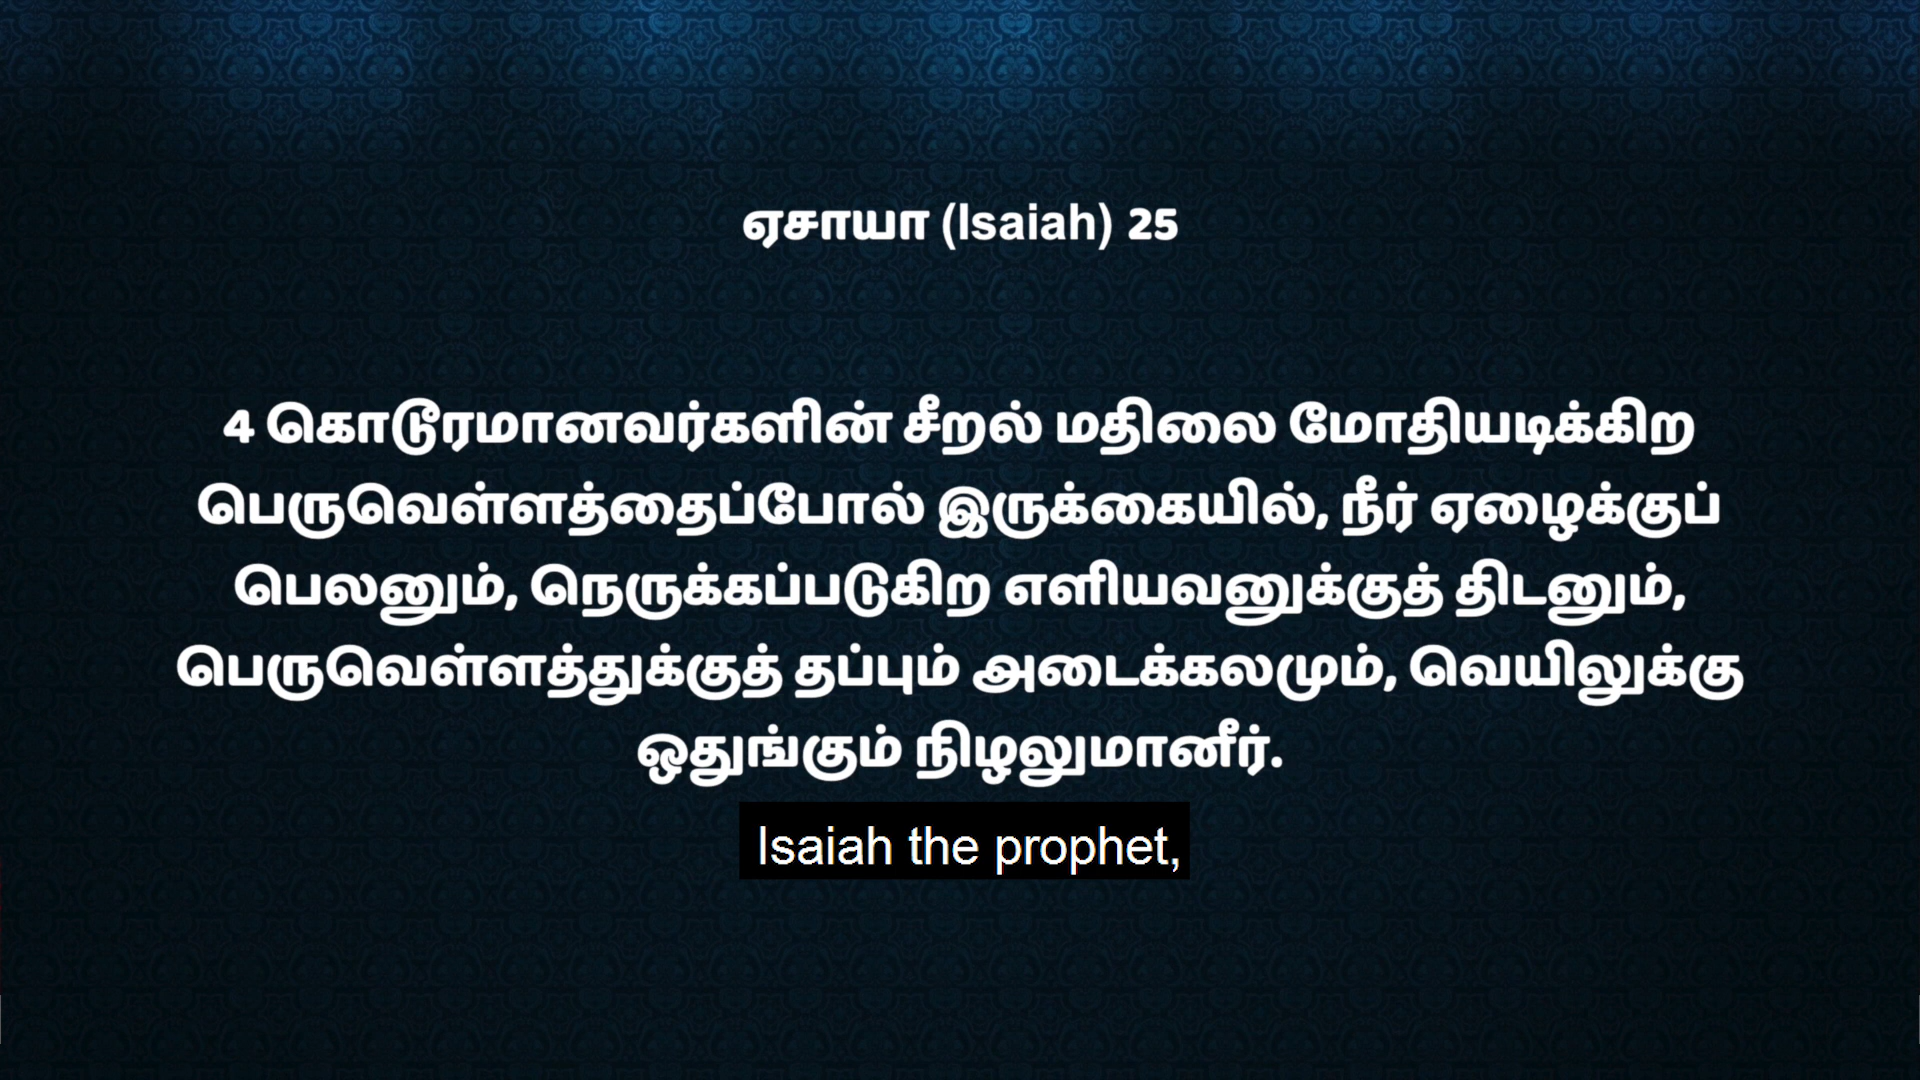 ஏசாயா (Isaiah) 25
4 கொடூரமானவர்களின் சீறல் மதிலை மோதியடிக்கிற
பெருவெள்ளத்தைப்போல் இருக்கையில், நீர் ஏழைக்குப்
பெலனும், நெருக்கப்படுகிற எளியவனுக்குத் திடனும்,
பெருவெள்ளத்துக்குத் தப்பும் அடைக்கலமும், வெயிலுக்கு
ஒதுங்கும் நிழலுமானீர்.
Isaiah the prophet,